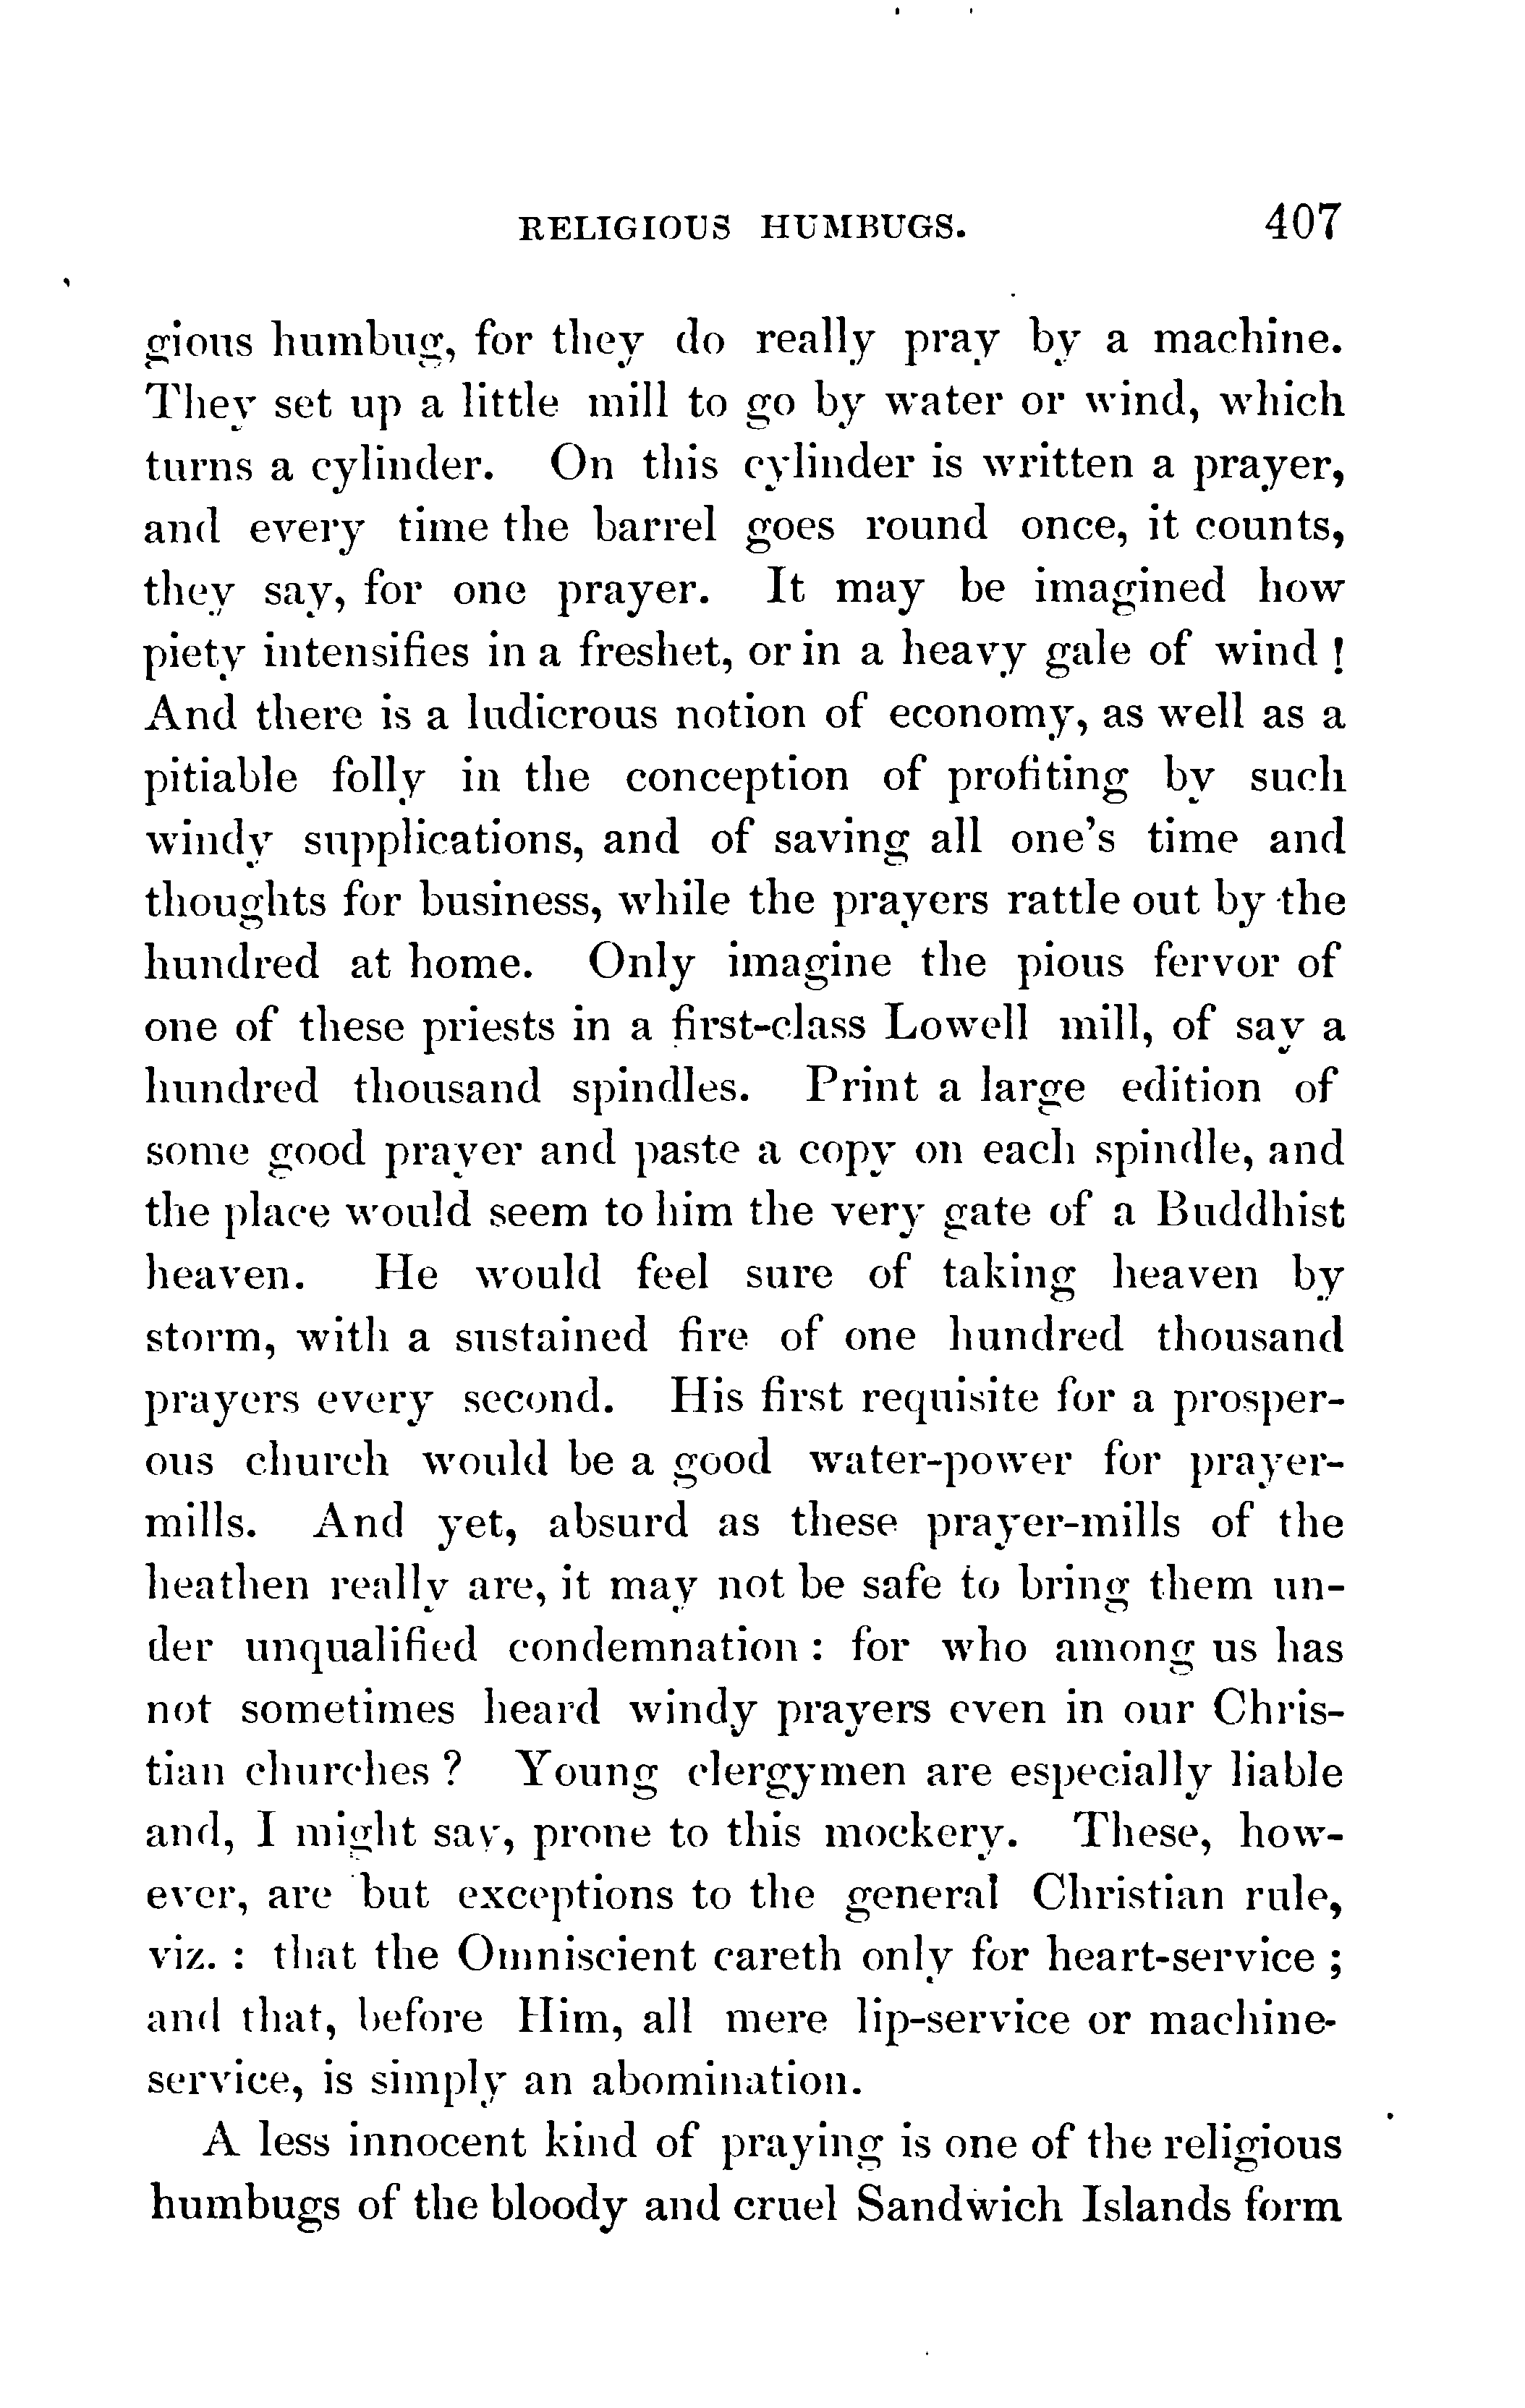 RELIGIOUS HUMBUGS. 407
gious humbug, for they do really pray by a machine.
They set up a little mill to go by water or wind, which
turns a cylinder. On this cylinder is written a prayer,
and every time the barrel goes round once, it counts,
they say, for one prayer. It may be imagined how
piety intensifies in a freshet, or in a heavy gale of wind !
And there is a ludicrous notion of economy, as well as a
pitiable folly in the conception of profiting by such
windy supplications, and of saving all one's time and
thoughts for business, while the prayers rattle out by the
hundred at home. Only imagine the pious fervor of
one of these priests in a first-class Lowell mill, of say a
hundred thousand spindles. Print a large edition of
some good prayer and paste a copy on each spindle, and
the place would seem to him the very gate of a Buddhist
heaven. He would feel sure of taking heaven by
storm, with a sustained fire of one hundred thousand
prayers every second. His first requisite for a prosper-
ous church would be a good water-power for prayer-
mills. And yet, absurd as these prayer-mills of the
heathen really are, it may not be safe to bring them un-
der unqualified condemnation : for who among us has
not sometimes heard windy prayers even in our Chris-
tian churches ? Young clergymen are especially liable
and, I might say, prone to this mockery. These, how-
ever, are but exceptions to the general Christian rule,
viz. : that the Omniscient careth only for heart-service ;
and that, before Him, all mere lip-service or machine-
service, is simply an abomination.
A less innocent kind of praying is one of the religious
humbugs of the bloody and cruel Sandwich Islands form